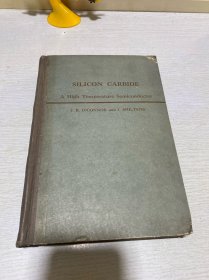 SILICON CARBIDE
A High Temperature Semiconductor
J. R. O'CONNOR AND J. SMILTENS